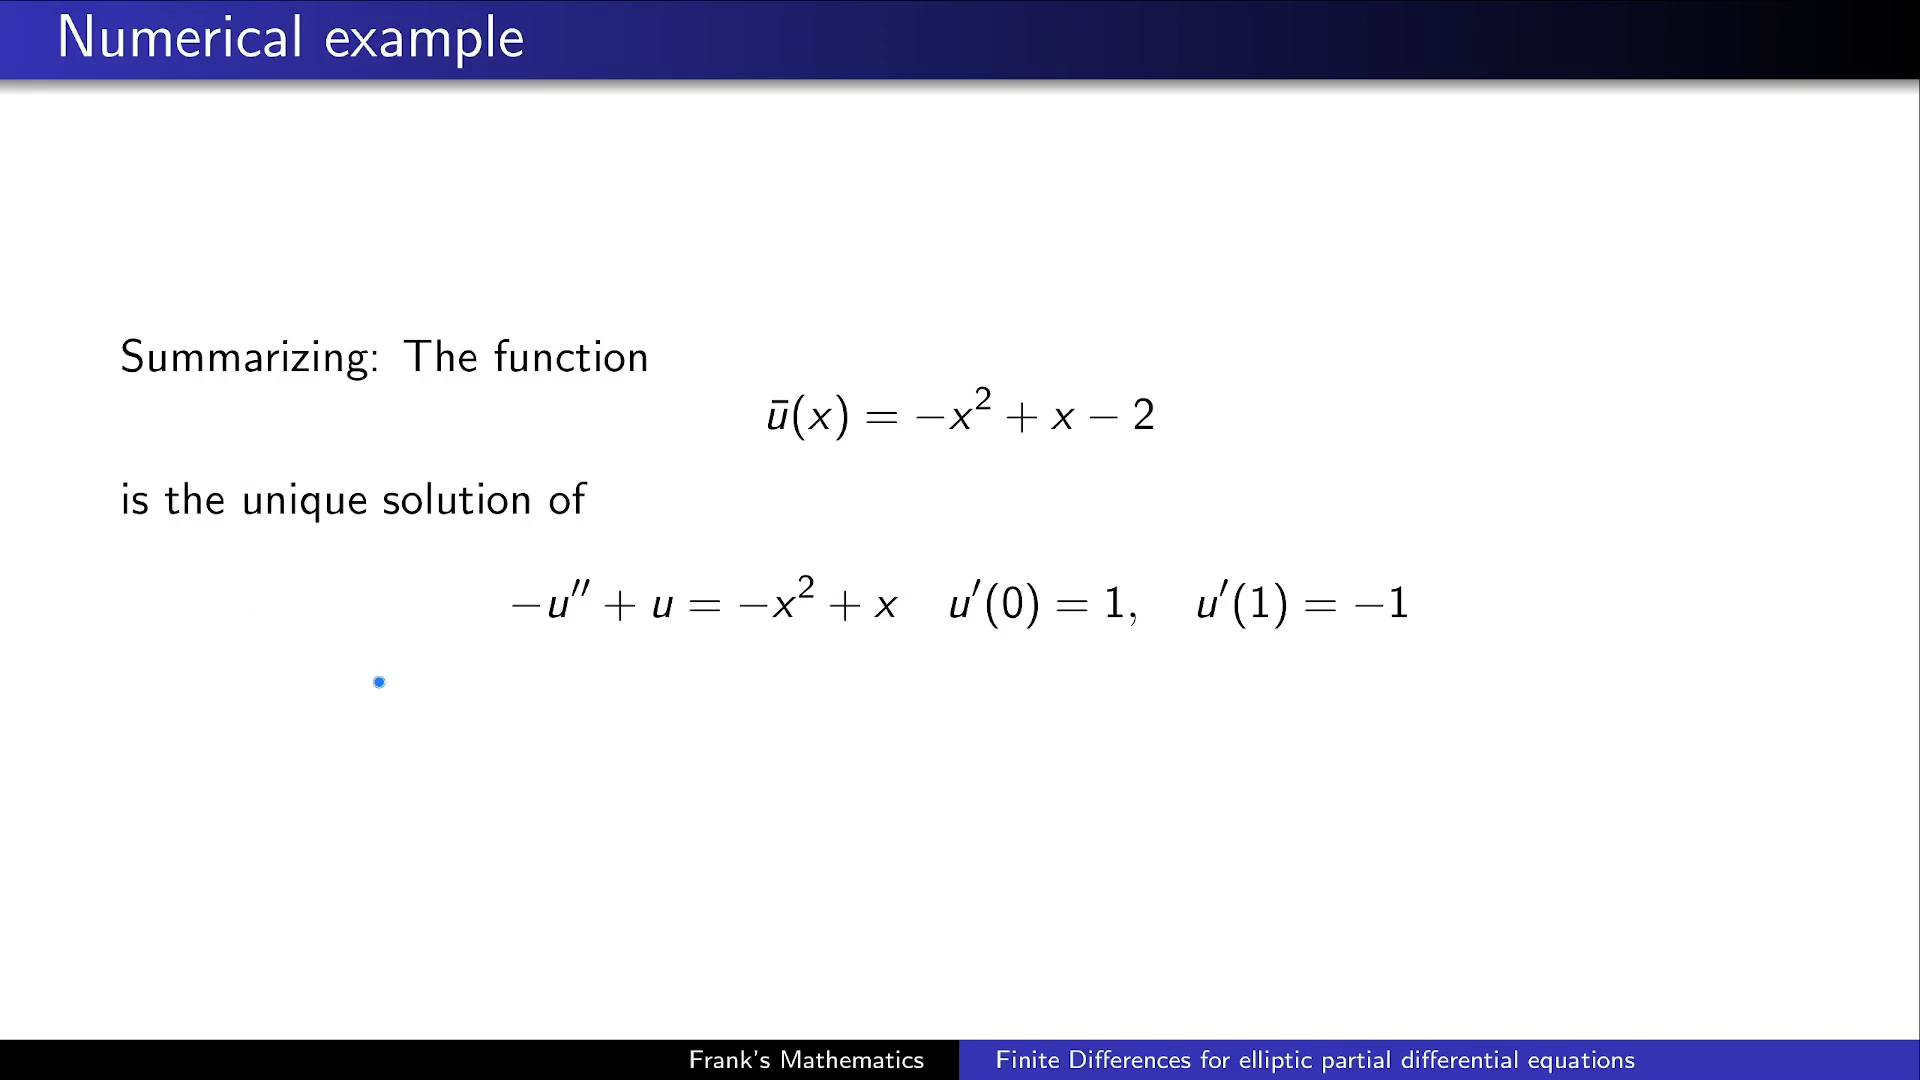 Numerical example
Summarizing: The function
ū(x) = −x² + x − 2
is the unique solution of
−u″ + u = −x² + x   u′(0) = 1,   u′(1) = −1
Frank's Mathematics
Finite Differences for elliptic partial differential equations